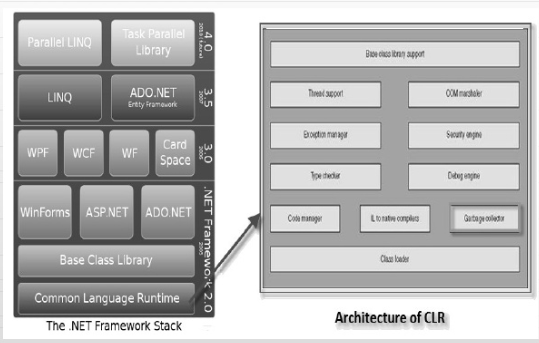 Parallel LINQ
Task Parallel
Library
4.0
LINQ
ADO.NET
Entity Framework
3.5
2007
WPF
WCF
WF
Card
Space
3.0
2006
WinForms
ASP.NET
ADO.NET
Base Class Library
Common Language Runtime
.NET Framework 2.0
2005
The .NET Framework Stack
Base class library support
Thread support
COM marshaler
Exception manager
Security engine
Type checker
Debug engine
Code manager
IL to native compilers
Garbage collector
Class loader
Architecture of CLR